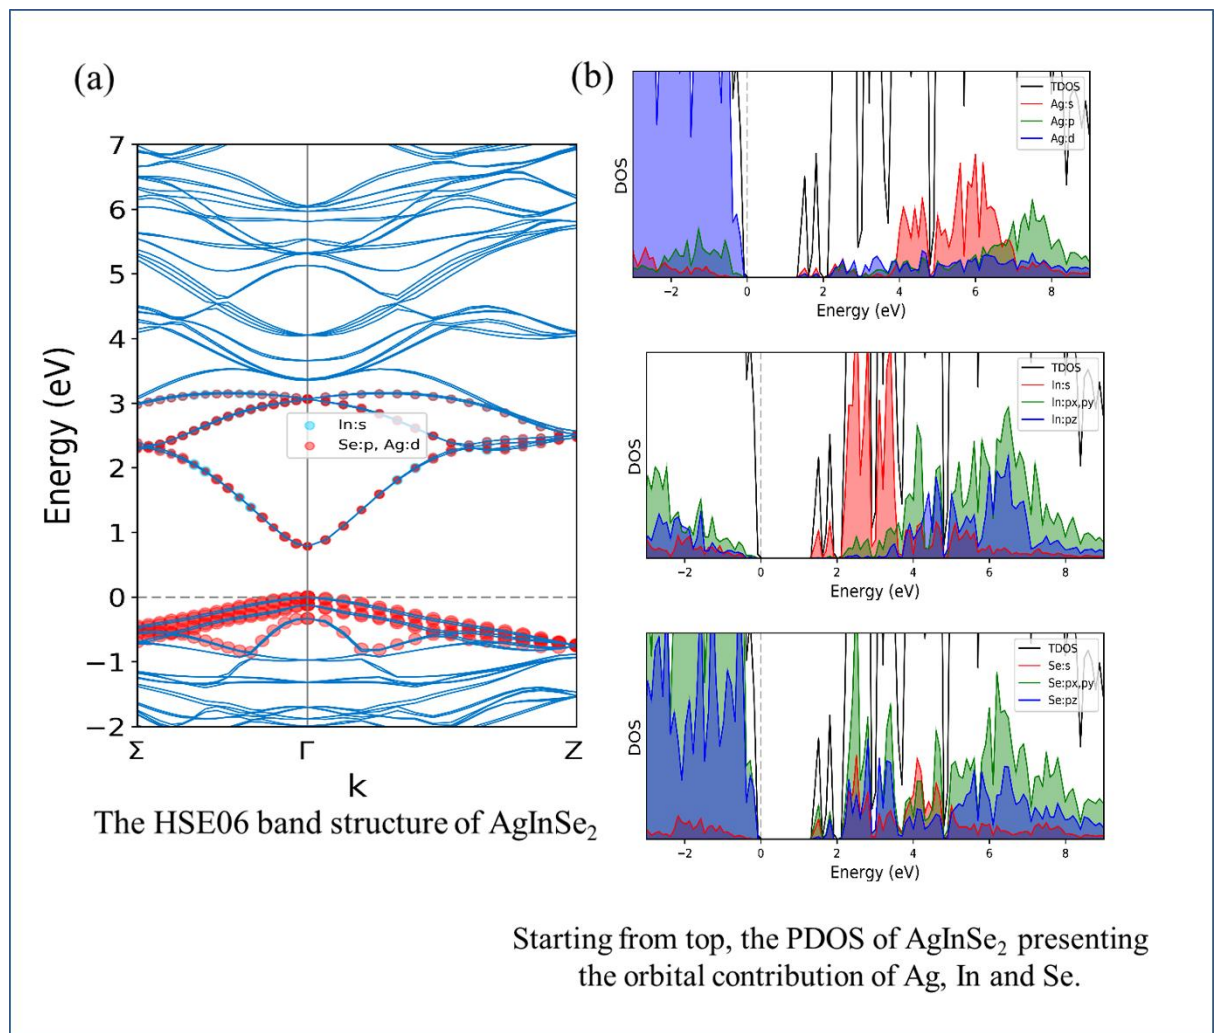 (a)
7
6
5
4
3
2
1
0
−1
−2
Energy (eV)
In:s
Se:p, Ag:d
Σ Γ Z
k
The HSE06 band structure of AgInSe₂
(b)
DOS
TDOS
Ag:s
Ag:p
Ag:d
−2 0 2 4 6 8
Energy (eV)
DOS
TDOS
In:s
In:px,py
In:pz
−2 0 2 4 6 8
Energy (eV)
DOS
TDOS
Se:s
Se:px,py
Se:pz
−2 0 2 4 6 8
Energy (eV)
Starting from top, the PDOS of AgInSe₂ presenting
the orbital contribution of Ag, In and Se.